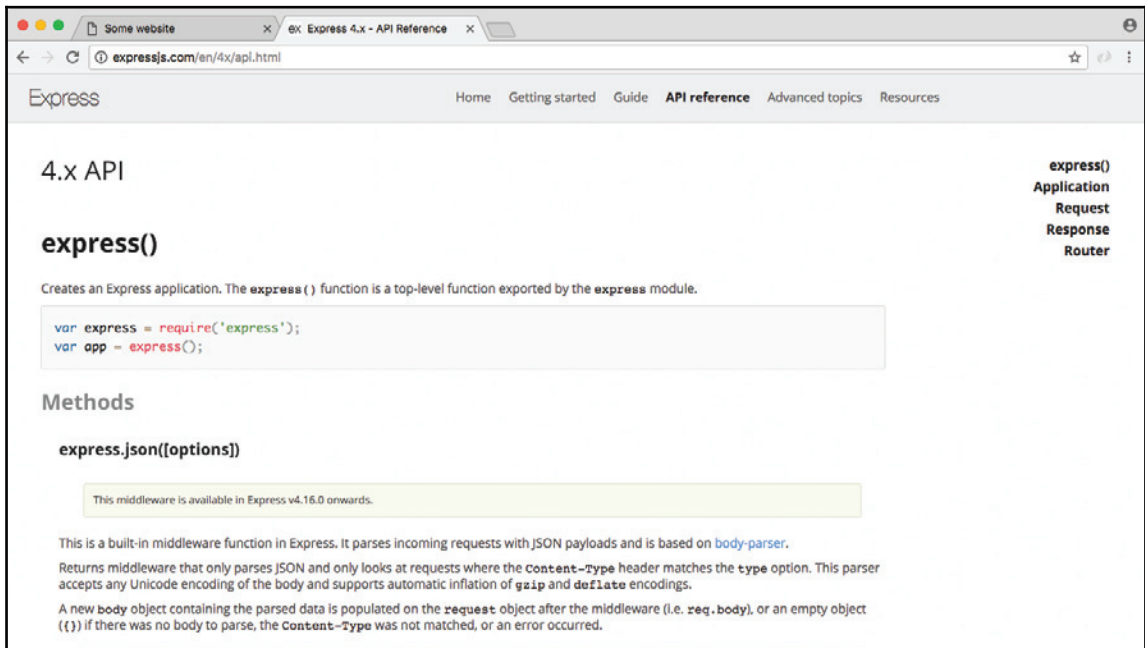 Some website
ex Express 4.x - API Reference
expressjs.com/en/4x/api.html
Express
Home Getting started Guide API reference Advanced topics Resources
4.x API
express()
Application
Request
Response
Router
express()
Creates an Express application. The express() function is a top-level function exported by the express module.
var express = require('express');
var app = express();
Methods
express.json([options])
This middleware is available in Express v4.16.0 onwards.
This is a built-in middleware function in Express. It parses incoming requests with JSON payloads and is based on body-parser.
Returns middleware that only parses JSON and only looks at requests where the Content-Type header matches the type option. This parser
accepts any Unicode encoding of the body and supports automatic inflation of gzip and deflate encodings.
A new body object containing the parsed data is populated on the request object after the middleware (i.e. req.body), or an empty object
({}) if there was no body to parse, the Content-Type was not matched, or an error occurred.